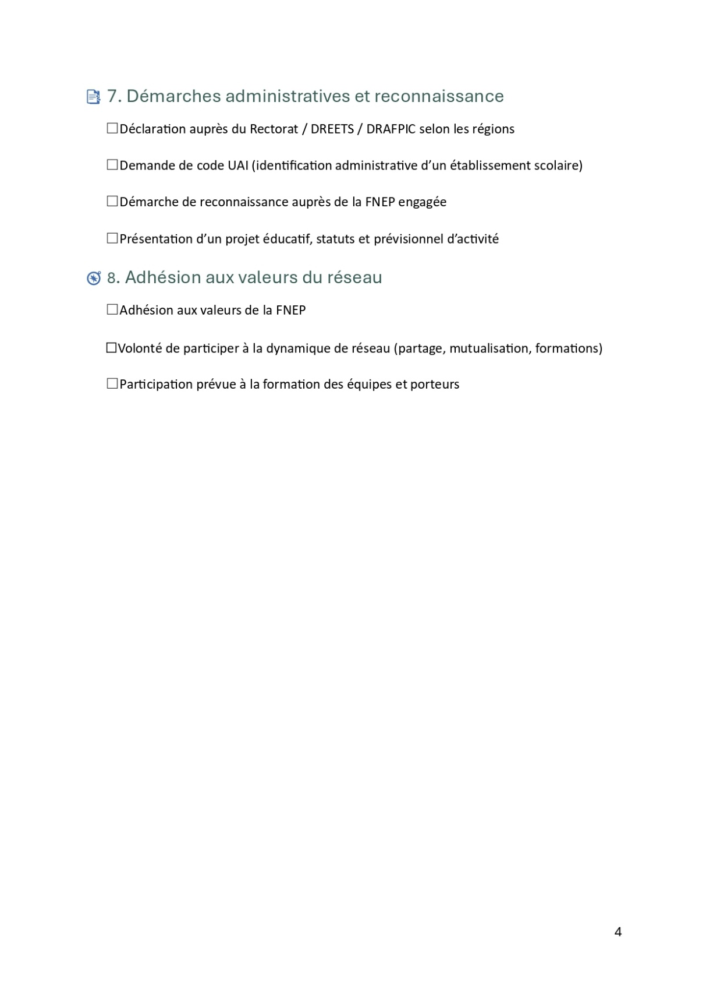 7. Démarches administratives et reconnaissance
☐Déclaration auprès du Rectorat / DREETS / DRAFPIC selon les régions
☐Demande de code UAI (identification administrative d’un établissement scolaire)
☐Démarche de reconnaissance auprès de la FNEP engagée
☐Présentation d’un projet éducatif, statuts et prévisionnel d’activité
8. Adhésion aux valeurs du réseau
☐Adhésion aux valeurs de la FNEP
☐Volonté de participer à la dynamique de réseau (partage, mutualisation, formations)
☐Participation prévue à la formation des équipes et porteurs
4